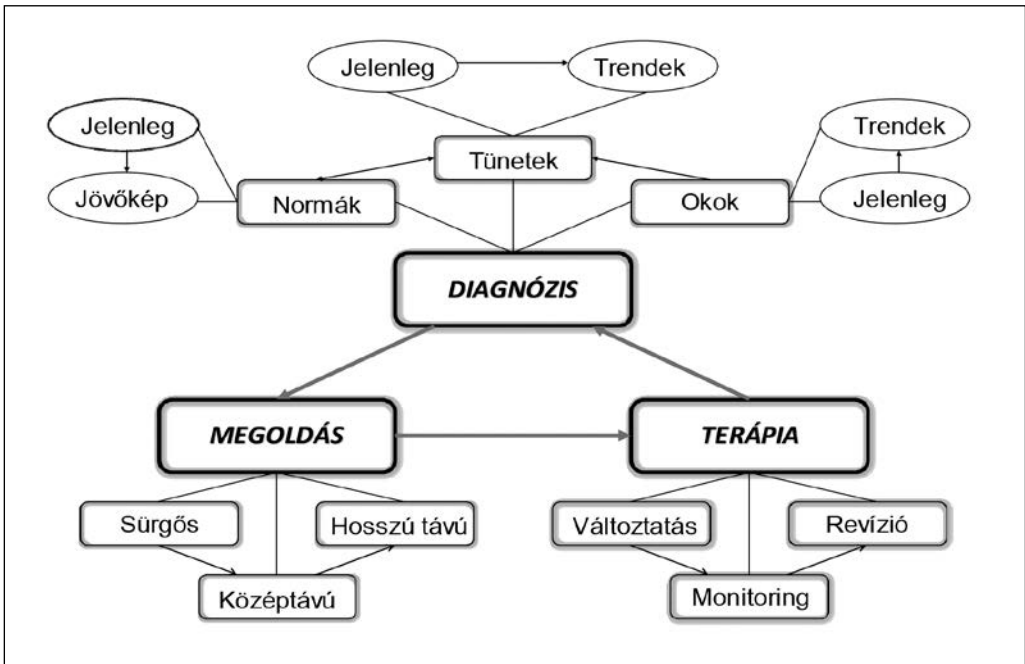 Jelenleg
Trendek
Jelenleg
Trendek
Tünetek
Jövőkép
Normák
Okok
Jelenleg
DIAGNÓZIS
MEGOLDÁS
TERÁPIA
Sürgős
Hosszú távú
Változtatás
Revízió
Középtávú
Monitoring